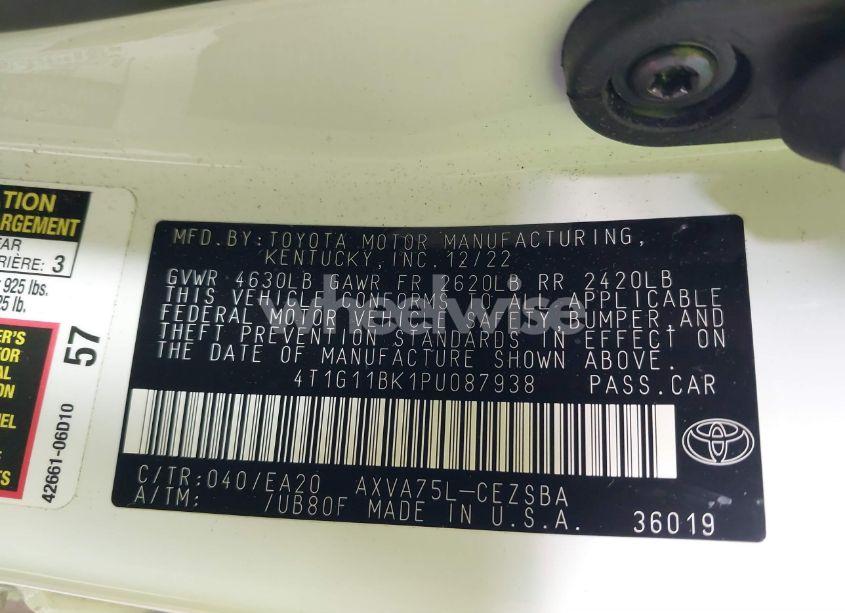 TION
ARGEMENT
EAR
RIÈRE: 3
925 lbs.
25 lb.
57
42661-06D10
MFD. BY: TOYOTA MOTOR MANUFACTURING,
KENTUCKY, INC. 12/22
GVWR 4630LB GAWR FR 2620LB RR 2420LB
THIS VEHICLE CONFORMS TO ALL APPLICABLE
FEDERAL MOTOR VEHICLE SAFETY, BUMPER, AND
THEFT PREVENTION STANDARDS IN EFFECT ON
THE DATE OF MANUFACTURE SHOWN ABOVE.
4T1G11BK1PU087938 PASS.CAR
C/TR: 040/EA20 AXVA75L-CEZSBA
A/TM: /UB80F MADE IN U.S.A. 36019
wheelwise